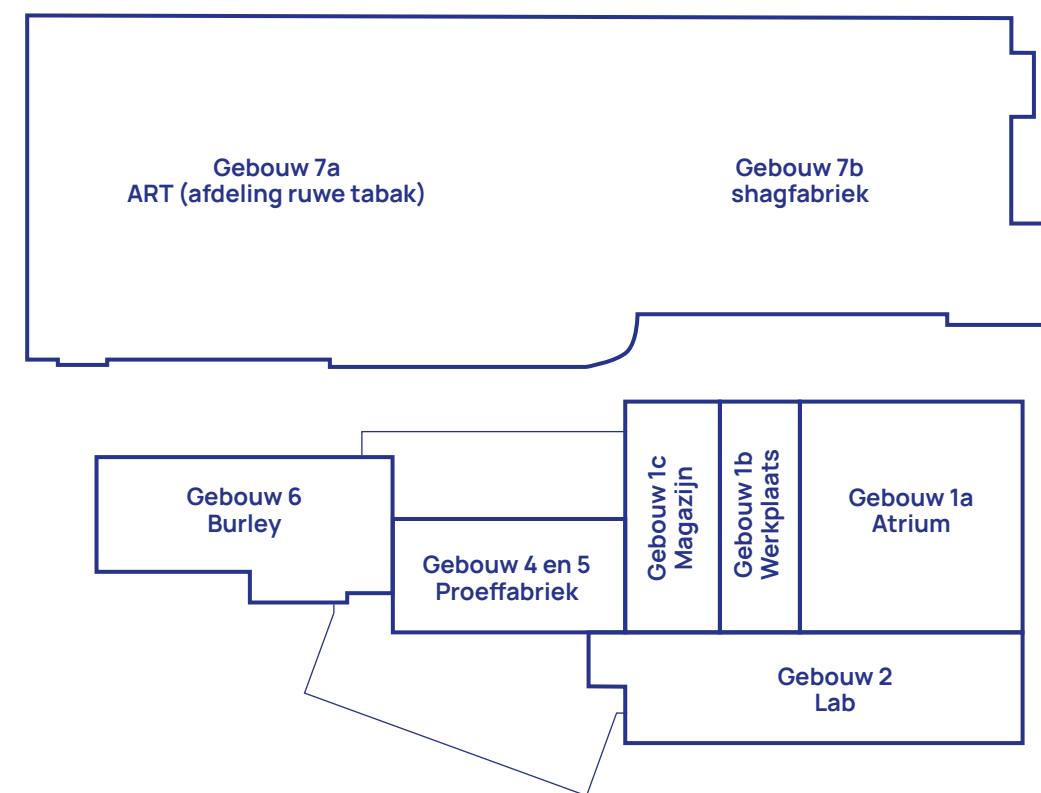 Gebouw 7a
ART (afdeling ruwe tabak)
Gebouw 7b
shagfabriek
Gebouw 6
Burley
Gebouw 4 en 5
Proeffabriek
Gebouw 1c
Magazijn
Gebouw 1b
Werkplaats
Gebouw 1a
Atrium
Gebouw 2
Lab